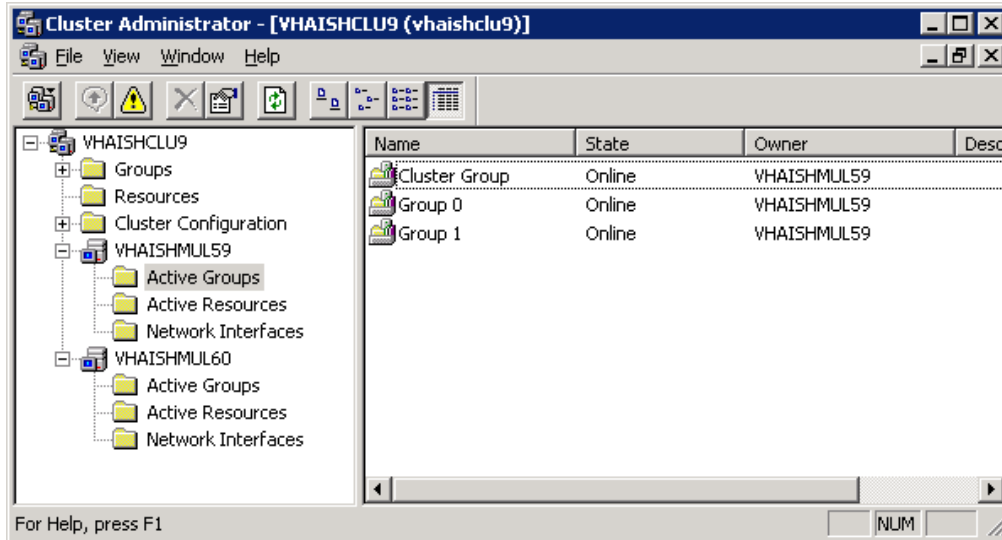 Cluster Administrator - [VHAISHCLU9 (vhaishclu9)]
File View Window Help
VHAISHCLU9
Groups
Resources
Cluster Configuration
VHAISHMUL59
Active Groups
Active Resources
Network Interfaces
VHAISHMUL60
Active Groups
Active Resources
Network Interfaces
Name State Owner Desc
Cluster Group Online VHAISHMUL59
Group 0 Online VHAISHMUL59
Group 1 Online VHAISHMUL59
For Help, press F1 NUM